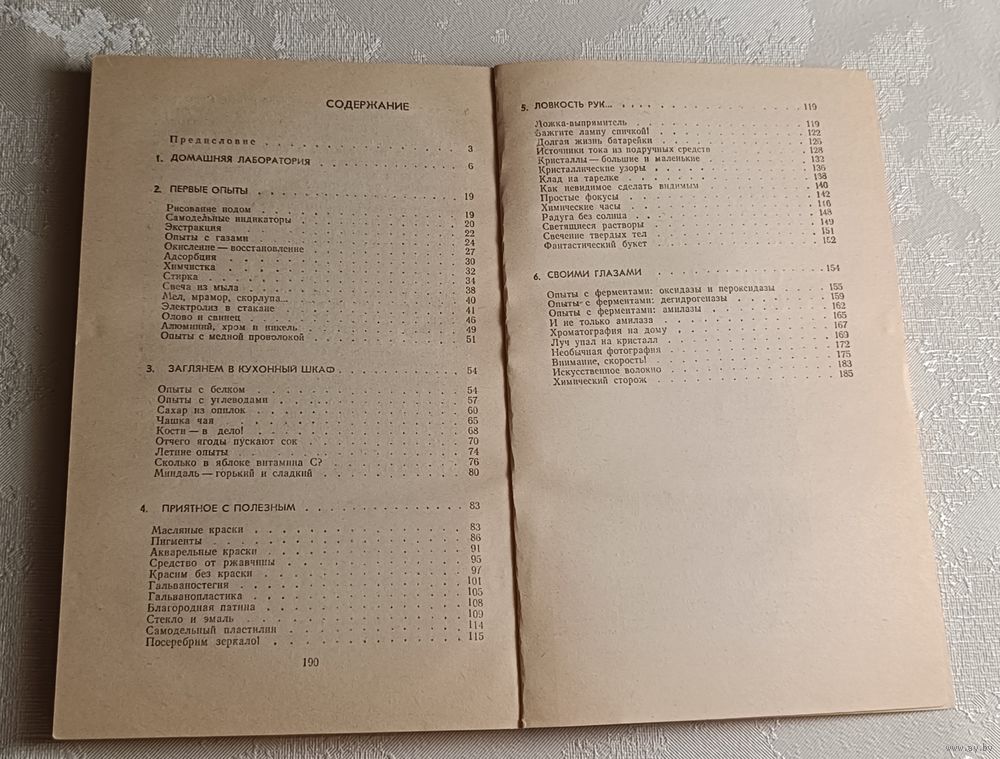 СОДЕРЖАНИЕ
Предисловие . . . 3
1. ДОМАШНЯЯ ЛАБОРАТОРИЯ 6
2. ПЕРВЫЕ ОПЫТЫ . . . 19
Рисование иодом . . . 19
Самодельные индикаторы . . . 20
Экстракция . . . 22
Опыты с газами . . . 24
Окисление — восстановление . . . 27
Адсорбция . . . 30
Химчистка . . . 32
Стирка . . . 34
Свеча из мыла . . . 38
Мел, мрамор, скорлупа... . . . 40
Электролиз в стакане . . . 41
Олово и свинец . . . 46
Алюминий, хром и никель . . . 49
Опыты с медной проволокой . . . 51
3. ЗАГЛЯНЕМ В КУХОННЫЙ ШКАФ . . . 54
Опыты с белком . . . 54
Опыты с углеводами . . . 57
Сахар из опилок . . . 60
Чашка чая . . . 65
Кости — в дело! . . . 68
Отчего ягоды пускают сок . . . 70
Летние опыты . . . 74
Сколько в яблоке витамина С? . . . 76
Миндаль — горький и сладкий . . . 80
4. ПРИЯТНОЕ С ПОЛЕЗНЫМ . . . 83
Масляные краски . . . 83
Пигменты . . . 86
Акварельные краски . . . 91
Средство от ржавчины . . . 95
Красим без краски . . . 97
Гальваностегия . . . 101
Гальванопластика . . . 105
Благородная патина . . . 108
Стекло и эмаль . . . 109
Самодельный пластилин . . . 114
Посеребрим зеркало! . . . 115
190
5. ЛОВКОСТЬ РУК... . . . 119
Ложка-выпрямитель . . . 119
Зажгите лампу спичкой! . . . 122
Долгая жизнь батарейки . . . 125
Источники тока из подручных средств . . . 128
Кристаллы — большие и маленькие . . . 132
Кристаллические узоры . . . 136
Клад на тарелке . . . 138
Как невидимое сделать видимым . . . 140
Простые фокусы . . . 142
Химические часы . . . 146
Радуга без солнца . . . 148
Светящиеся растворы . . . 149
Свечение твердых тел . . . 151
Фантастический букет . . . 152
6. СВОИМИ ГЛАЗАМИ . . . 154
Опыты с ферментами: оксидазы и пероксидазы . . . 155
Опыты с ферментами: дегидрогеназы . . . 159
Опыты с ферментами: амилазы . . . 162
И не только амилаза . . . 165
Хроматография на дому . . . 167
Луч упал на кристалл . . . 169
Необычная фотография . . . 172
Внимание, скорость! . . . 175
Искусственное волокно . . . 183
Химический сторож . . . 185
www.ay.by